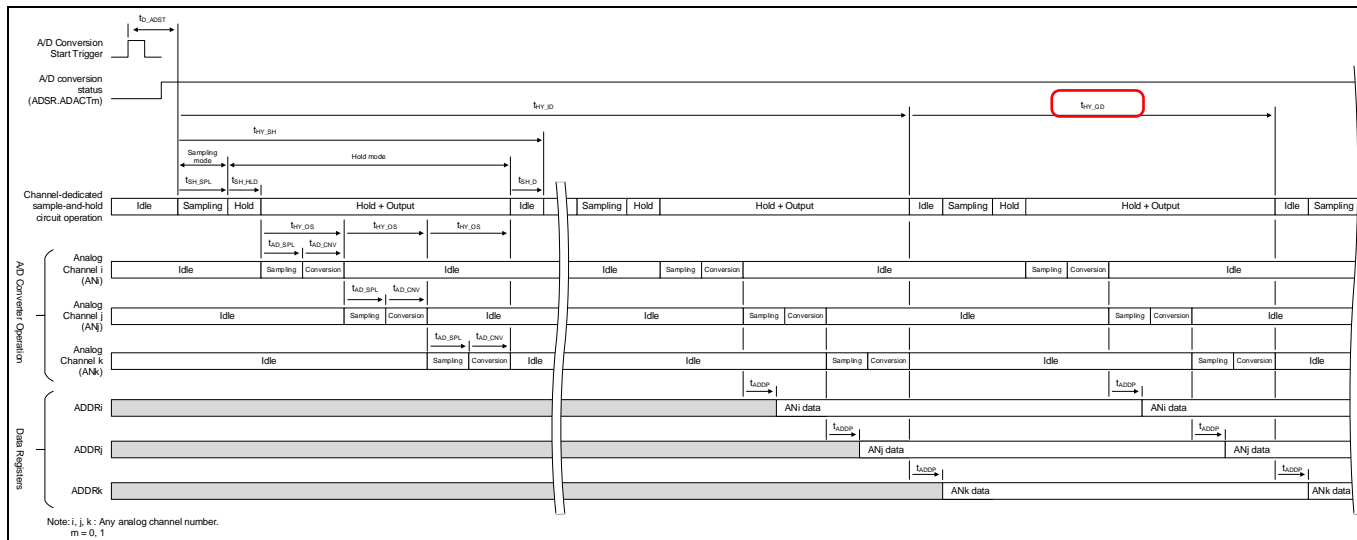 tD_ADST
A/D Conversion
Start Trigger
A/D conversion
status
(ADSR.ADACTm)
tHY_ID
tHY_GD
tHY_SH
Sampling
mode
Hold mode
tSH_SPL tSH_HLD tSH_D
Channel-dedicated
sample-and-hold
circuit operation
Idle Sampling Hold Hold + Output Idle Sampling Hold Hold + Output Idle Sampling Hold Hold + Output Idle Sampling
tHY_OS tHY_OS tHY_OS
tAD_SPL tAD_CNV
A/D Converter Operation
Analog
Channel i
(ANi)
Idle Sampling Conversion Idle Idle Sampling Conversion Idle Sampling Conversion Idle
tAD_SPL tAD_CNV
Analog
Channel j
(ANj)
Idle Sampling Conversion Idle Idle Sampling Conversion Idle Sampling Conversion Idle
tAD_SPL tAD_CNV
Analog
Channel k
(ANk)
Idle Sampling Conversion Idle Idle Sampling Conversion Idle Sampling Conversion Idle
Data Registers
tADDP tADDP
ADDRi ANi data ANi data
tADDP tADDP
ADDRj ANj data ANj data
tADDP tADDP
ADDRk ANk data ANk data
Note: i, j, k : Any analog channel number.
m = 0, 1